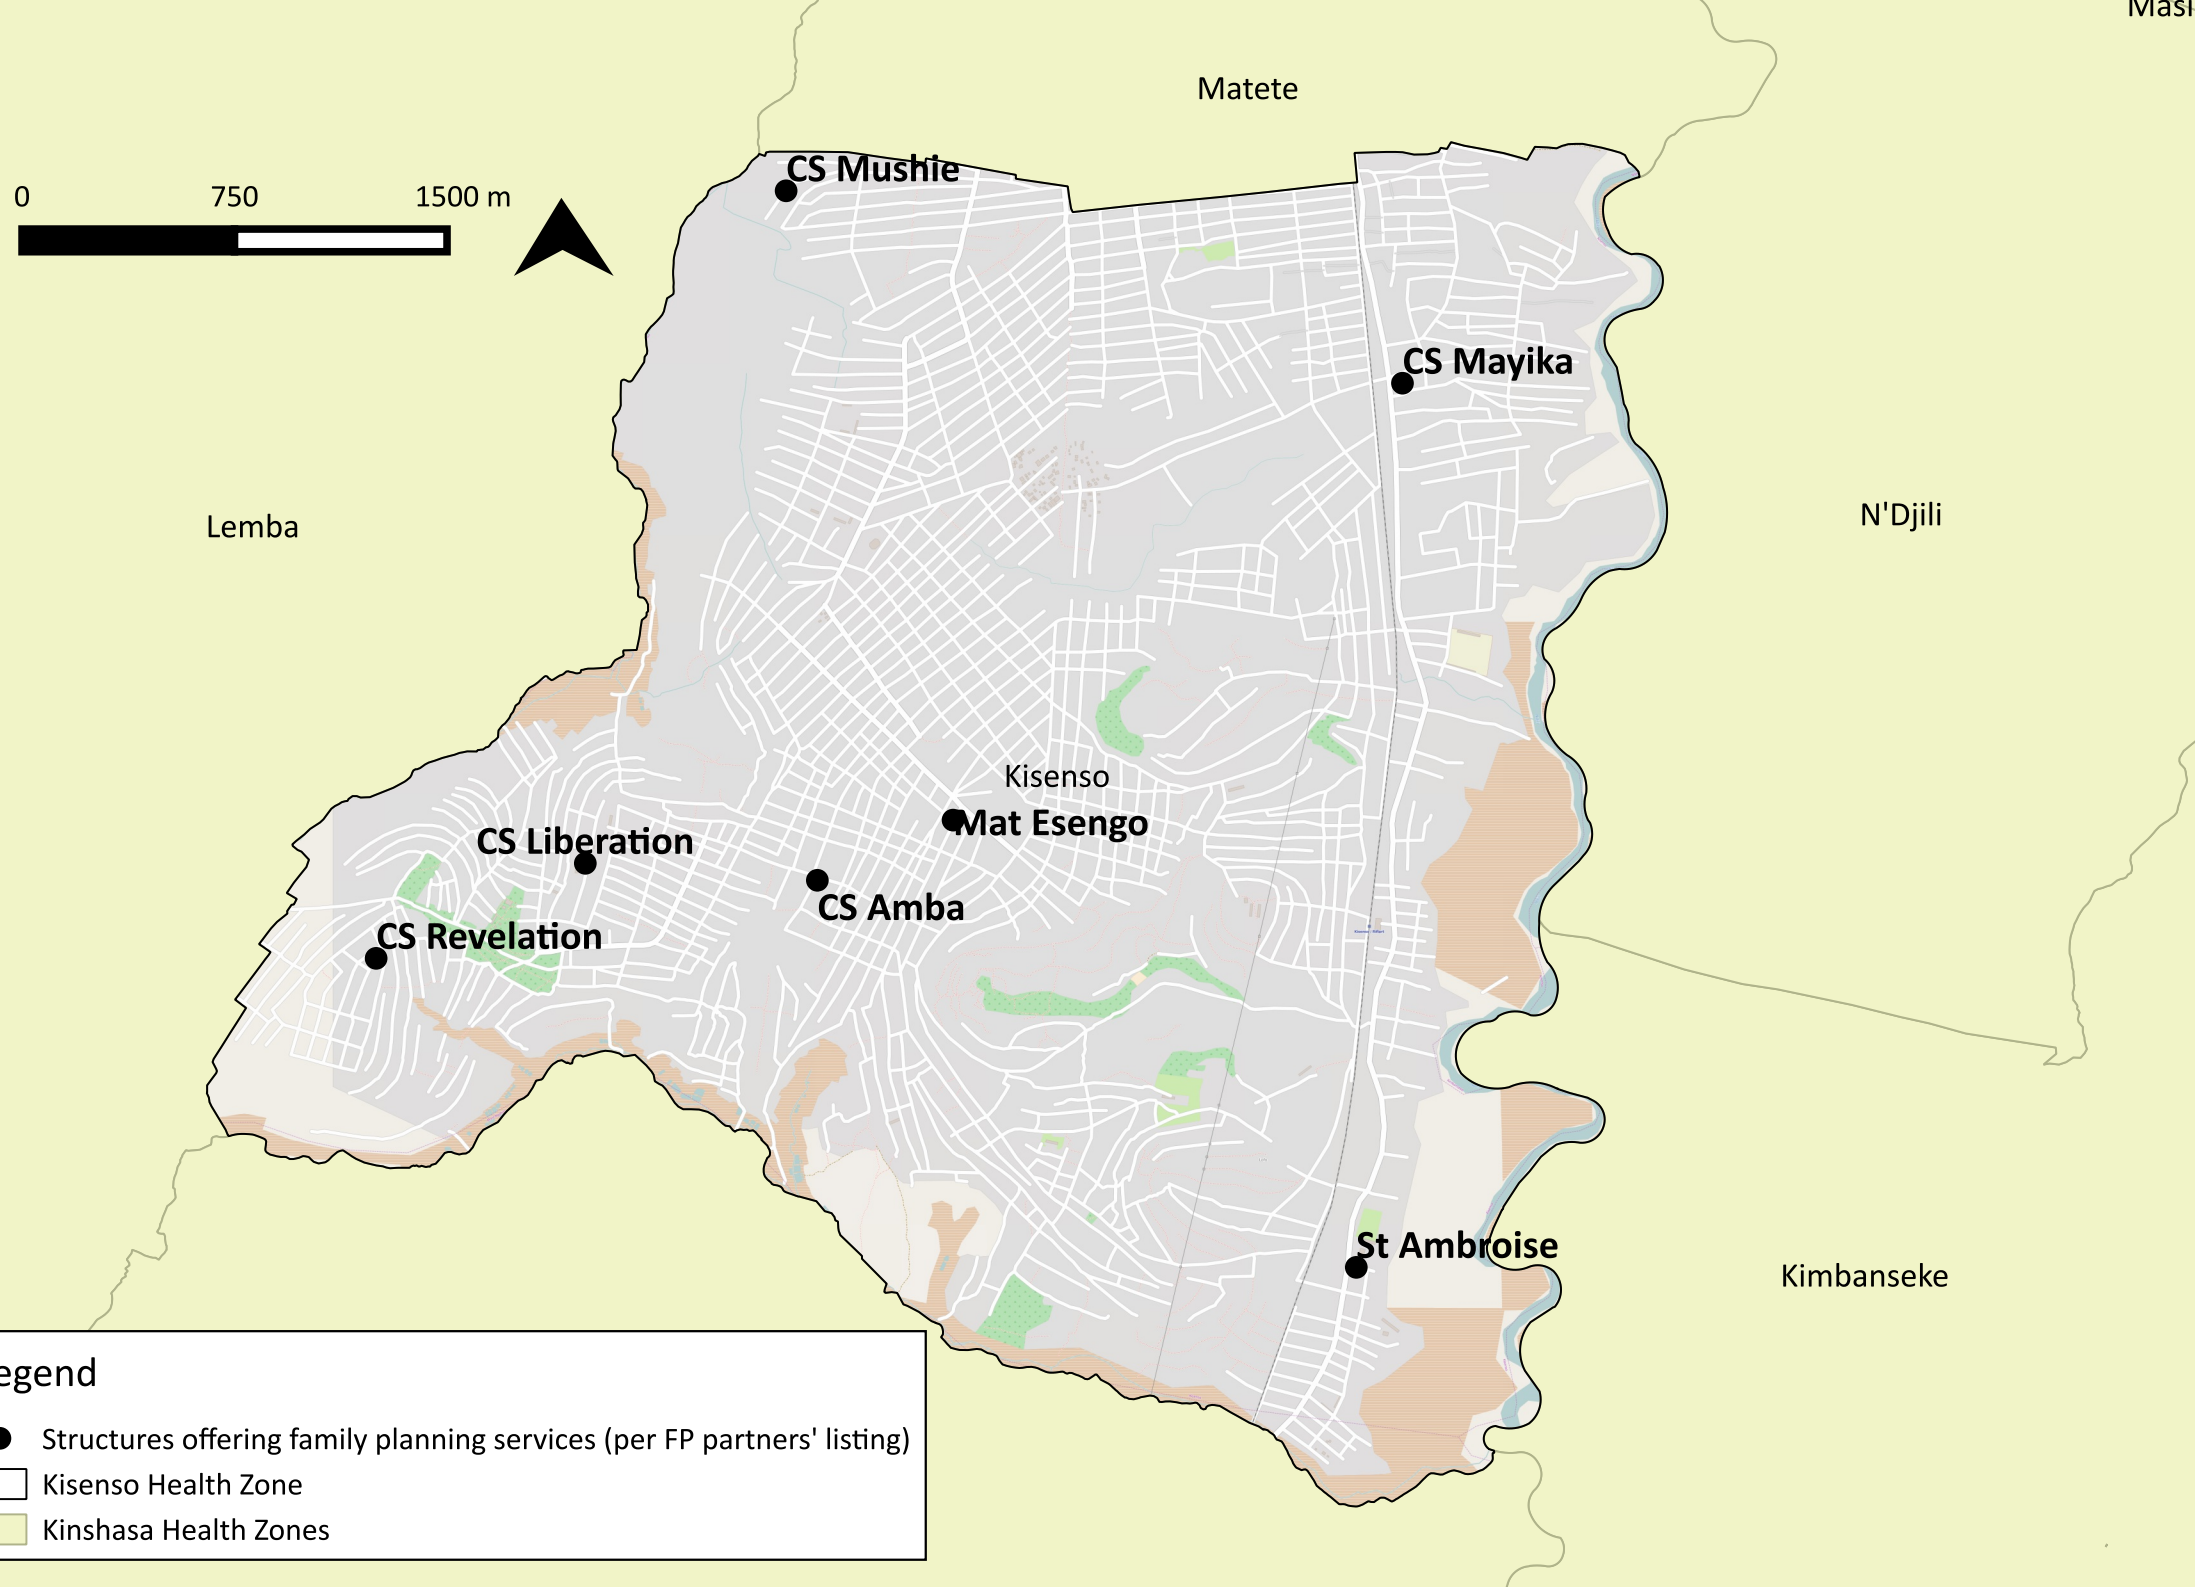 Matete
CS Mushie
0 750 1500 m
CS Mayika
Lemba
N'Djili
Kisenso
Mat Esengo
CS Liberation
CS Amba
CS Revelation
St Ambroise
Kimbanseke
egend
Structures offering family planning services (per FP partners' listing)
Kisenso Health Zone
Kinshasa Health Zones